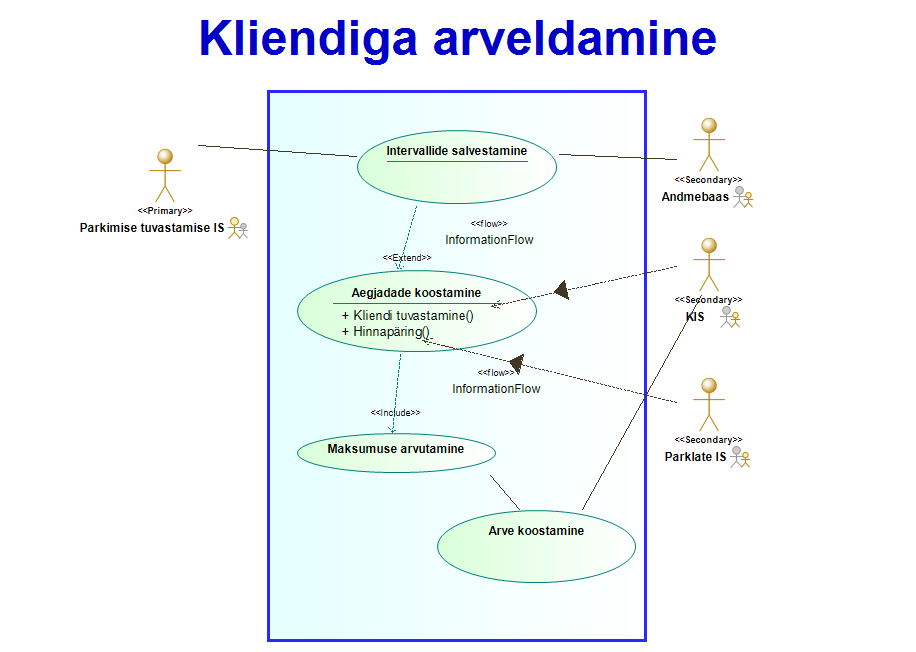 Kliendiga arveldamine
Intervallide salvestamine
<<Primary>>
Parkimise tuvastamise IS
<<Secondary>>
Andmebaas
<<flow>>
InformationFlow
<<Extend>>
Aegjadade koostamine
+ Kliendi tuvastamine()
+ Hinnapäring()
<<Secondary>>
KIS
<<flow>>
InformationFlow
<<Include>>
Maksumuse arvutamine
<<Secondary>>
Parklate IS
Arve koostamine